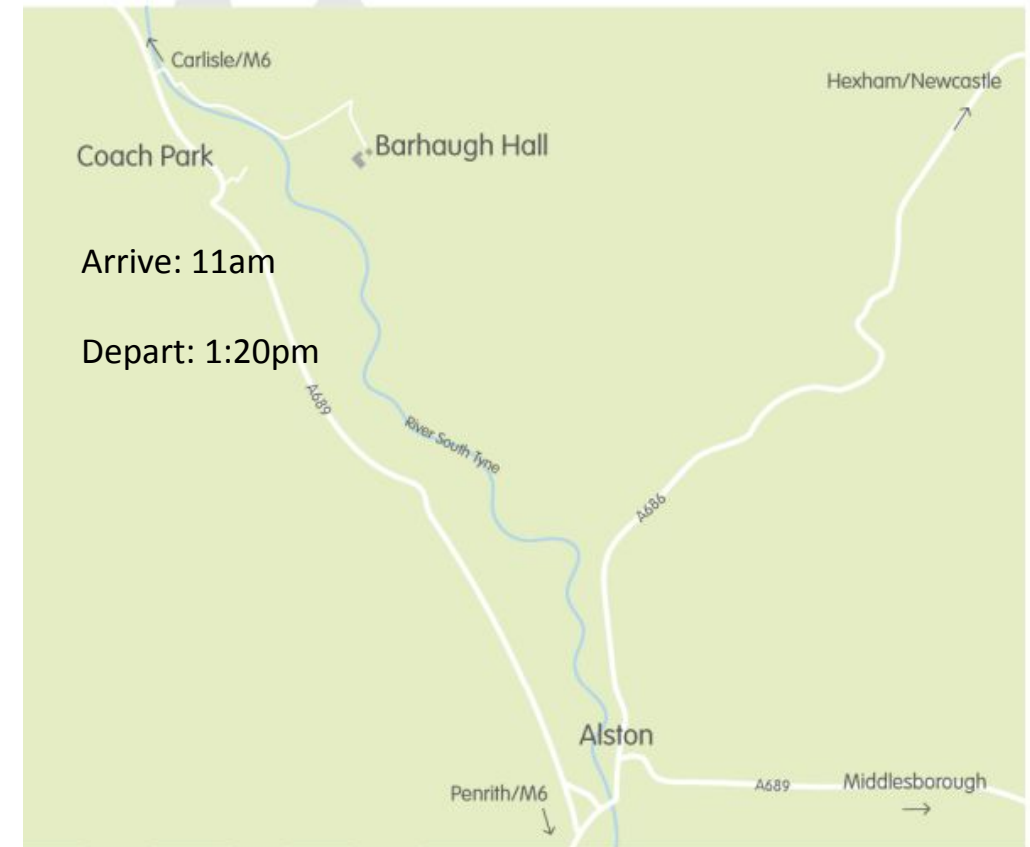 Carlisle/M6
Hexham/Newcastle
Coach Park
Barhaugh Hall
Arrive: 11am
Depart: 1:20pm
A689
River South Tyne
A686
Alston
Penrith/M6
A689
Middlesborough